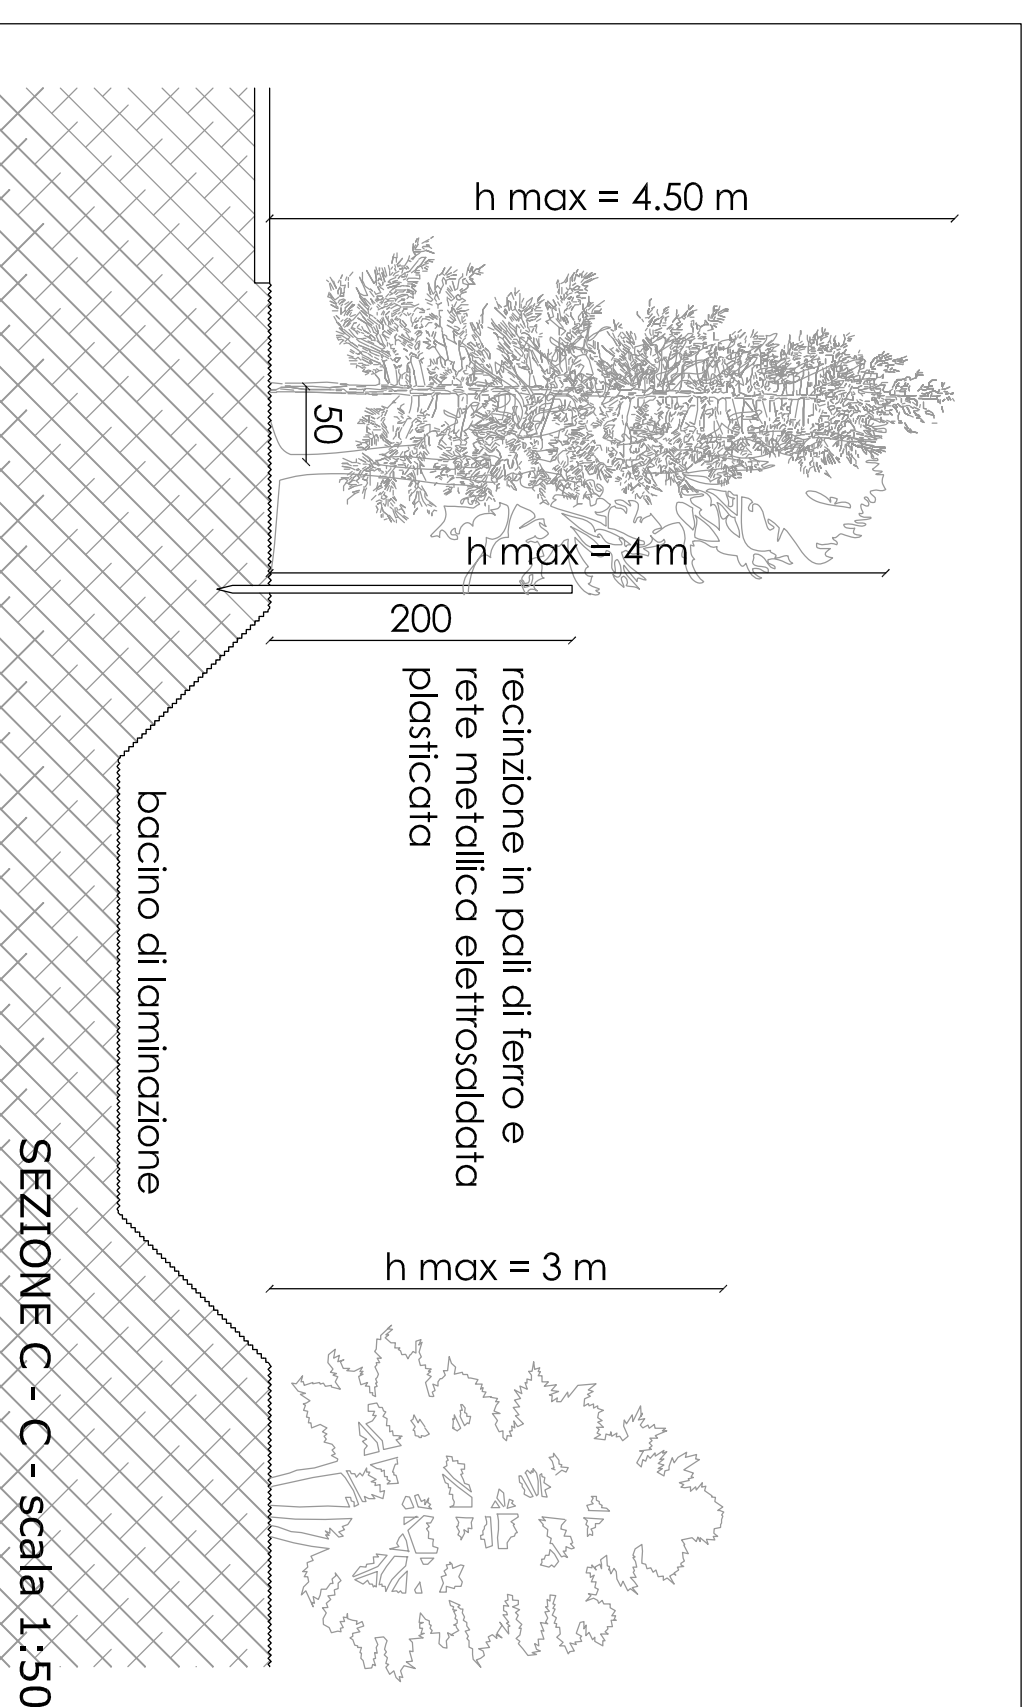 h max = 4.50 m
50
h max = 4 m
200
recinzione in pali di ferro e
rete metallica elettrosaldata
plasticata
bacino di laminazione
h max = 3 m
SEZIONE C - C - scala 1:50